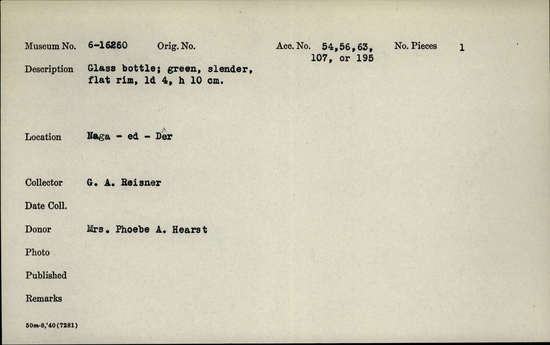 Museum No. 6-16260 Orig. No. Acc. No. 54,56,63, No. Pieces 1
107, or 195
Description Glass bottle; green, slender,
flat rim, ld 4, h 10 cm.
Location Naga - ed - Dêr
Collector G. A. Reisner
Date Coll.
Donor Mrs. Phoebe A. Hearst
Photo
Published
Remarks
50m-8,'40(7281)